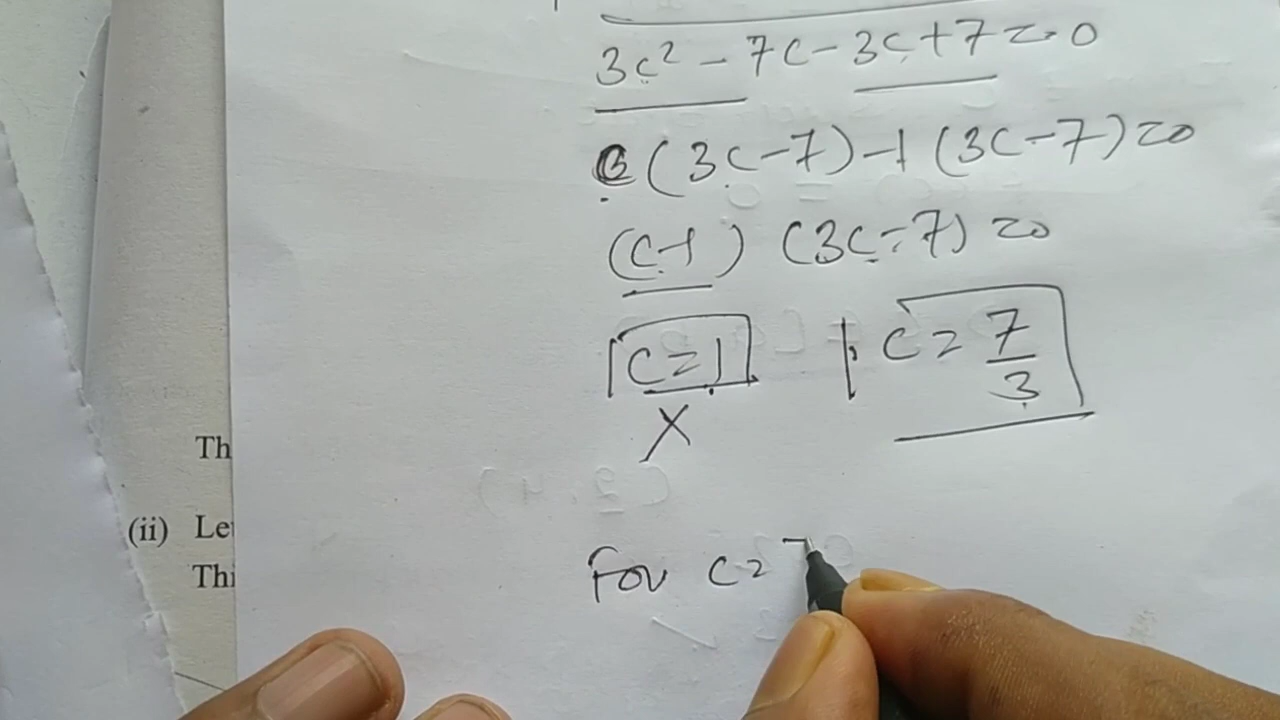 3c² - 7c - 3c + 7 = 0
c (3c - 7) - 1 (3c - 7) = 0
(c-1) (3c-7) = 0
c = 1 | c = 7/3
X
Th
(ii) Le
Thi
For c =